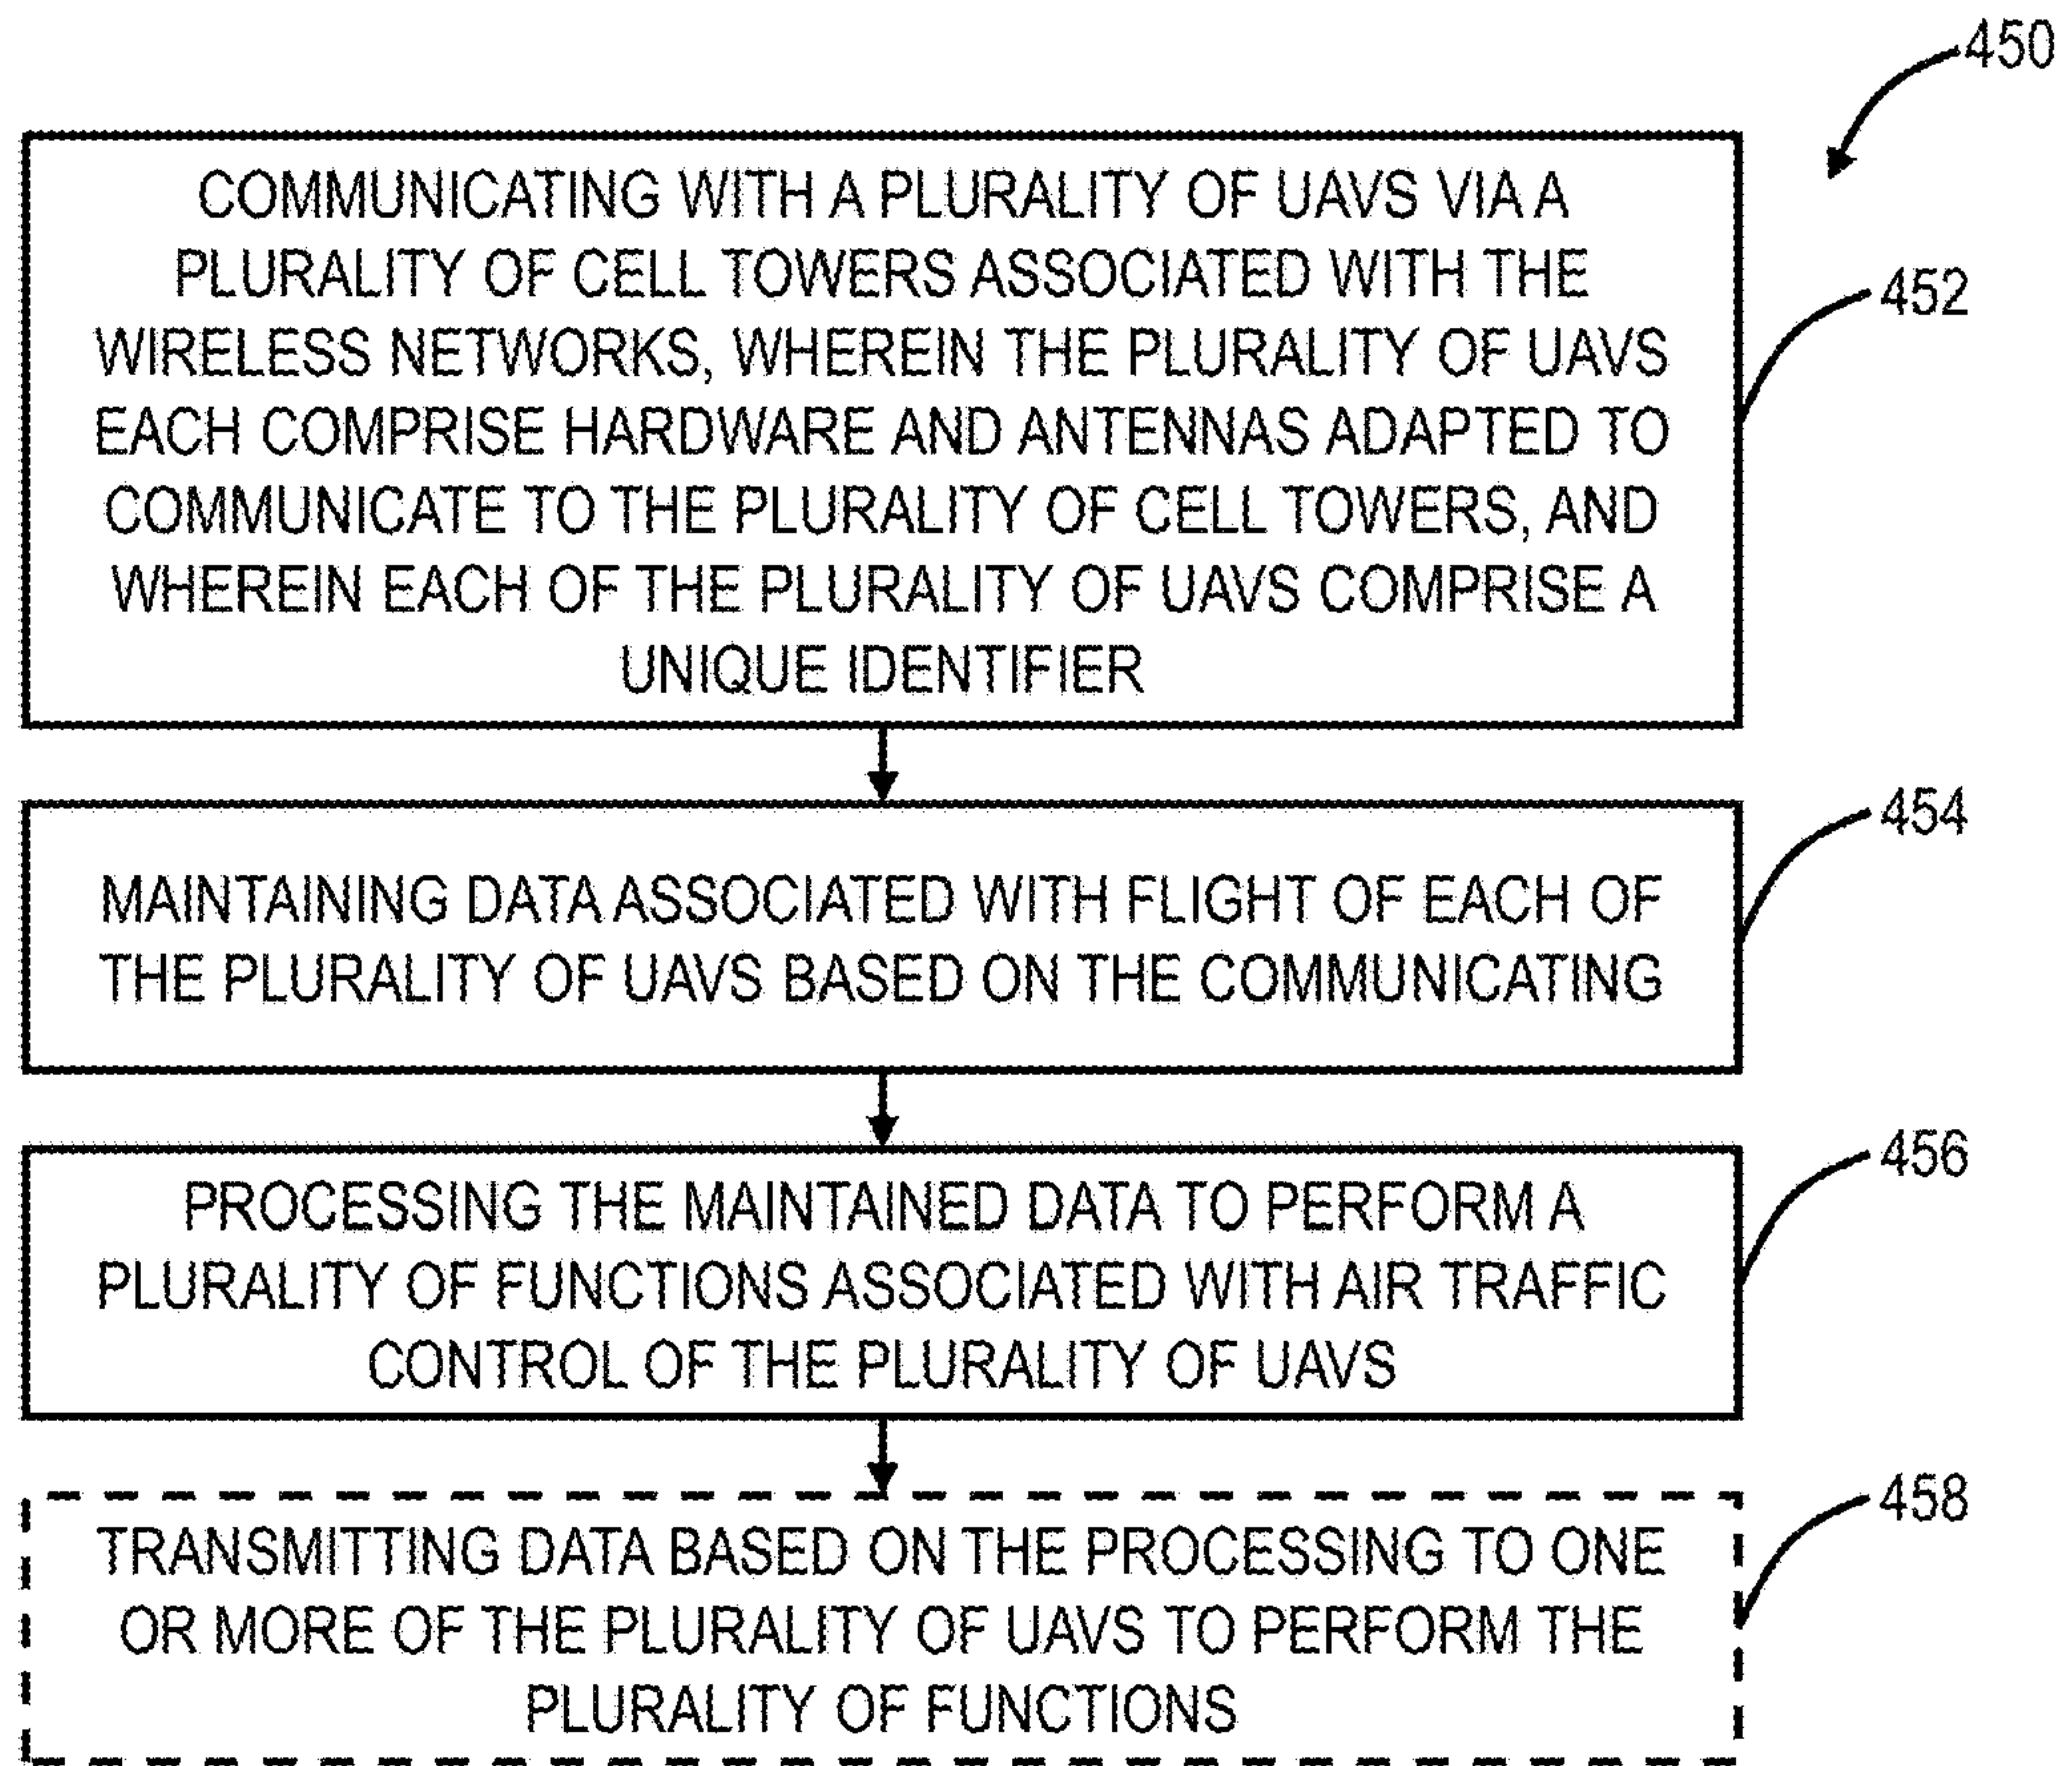 450
COMMUNICATING WITH A PLURALITY OF UAVS VIA A
PLURALITY OF CELL TOWERS ASSOCIATED WITH THE
WIRELESS NETWORKS, WHEREIN THE PLURALITY OF UAVS
EACH COMPRISE HARDWARE AND ANTENNAS ADAPTED TO
COMMUNICATE TO THE PLURALITY OF CELL TOWERS, AND
WHEREIN EACH OF THE PLURALITY OF UAVS COMPRISE A
UNIQUE IDENTIFIER
452
MAINTAINING DATA ASSOCIATED WITH FLIGHT OF EACH OF
THE PLURALITY OF UAVS BASED ON THE COMMUNICATING
454
PROCESSING THE MAINTAINED DATA TO PERFORM A
PLURALITY OF FUNCTIONS ASSOCIATED WITH AIR TRAFFIC
CONTROL OF THE PLURALITY OF UAVS
456
TRANSMITTING DATA BASED ON THE PROCESSING TO ONE
OR MORE OF THE PLURALITY OF UAVS TO PERFORM THE
PLURALITY OF FUNCTIONS
458